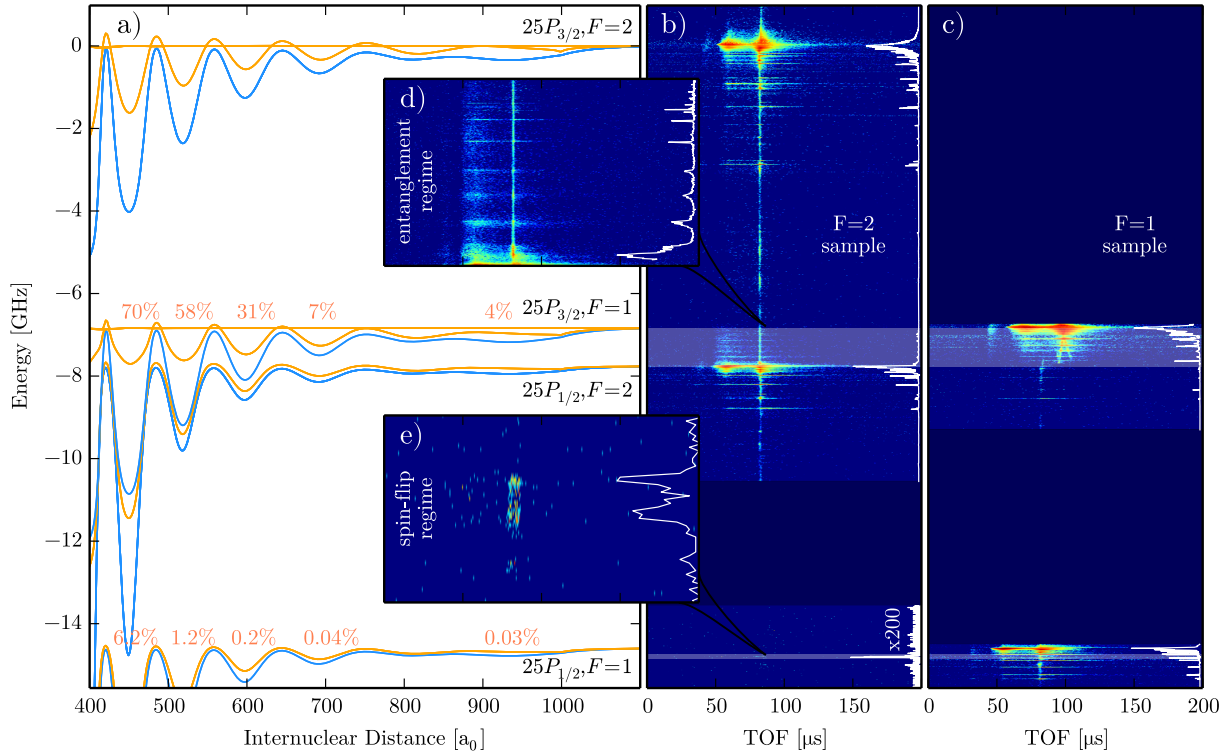 a)
25P3/2,F=2
b)
c)
0
−2
−4
−6
−8
−10
−12
−14
Energy [GHz]
d)
entanglement
regime
F=2
sample
F=1
sample
70% 58% 31% 7% 4%
25P3/2,F=1
25P1/2,F=2
e)
spin-flip
regime
6.2% 1.2% 0.2% 0.04% 0.03%
25P1/2,F=1
x200
400 500 600 700 800 900 1000
Internuclear Distance [a0]
0 50 100 150
TOF [μs]
0 50 100 150 200
TOF [μs]